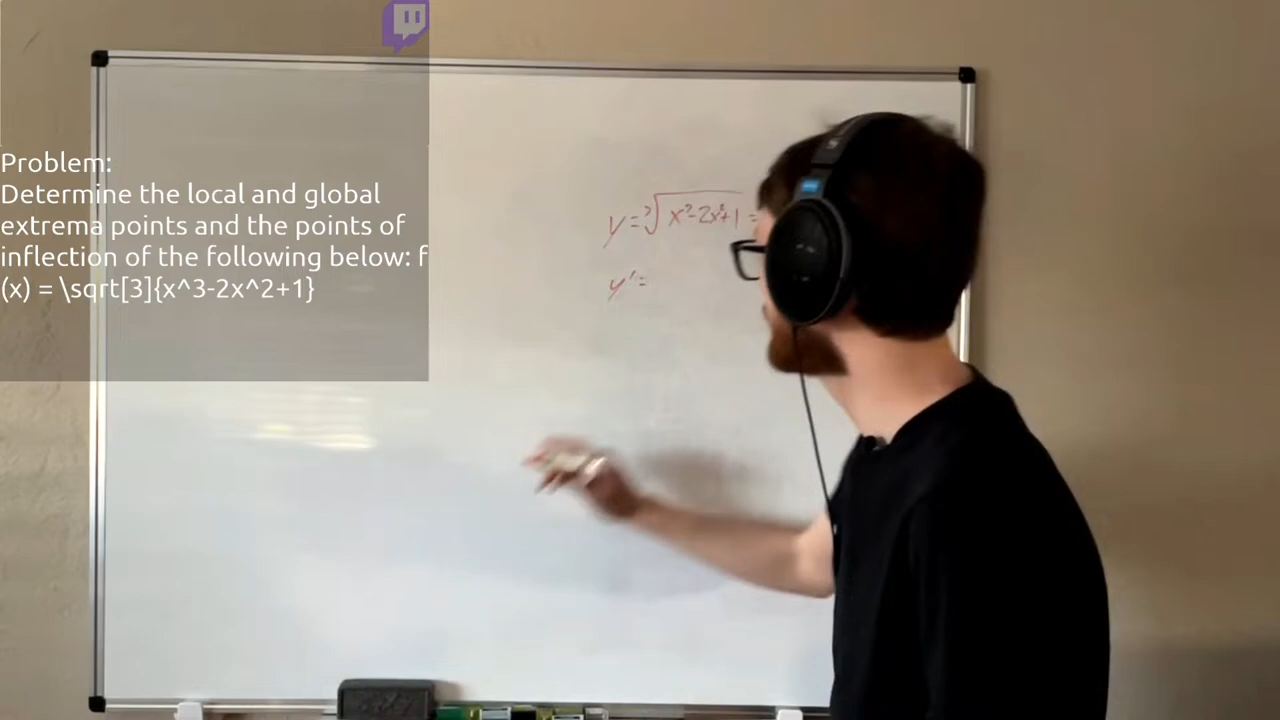 Problem:
Determine the local and global
extrema points and the points of
inflection of the following below: f
(x) = \sqrt[3]{x^3-2x^2+1}
y=∛x³-2x²+1 =
y'=